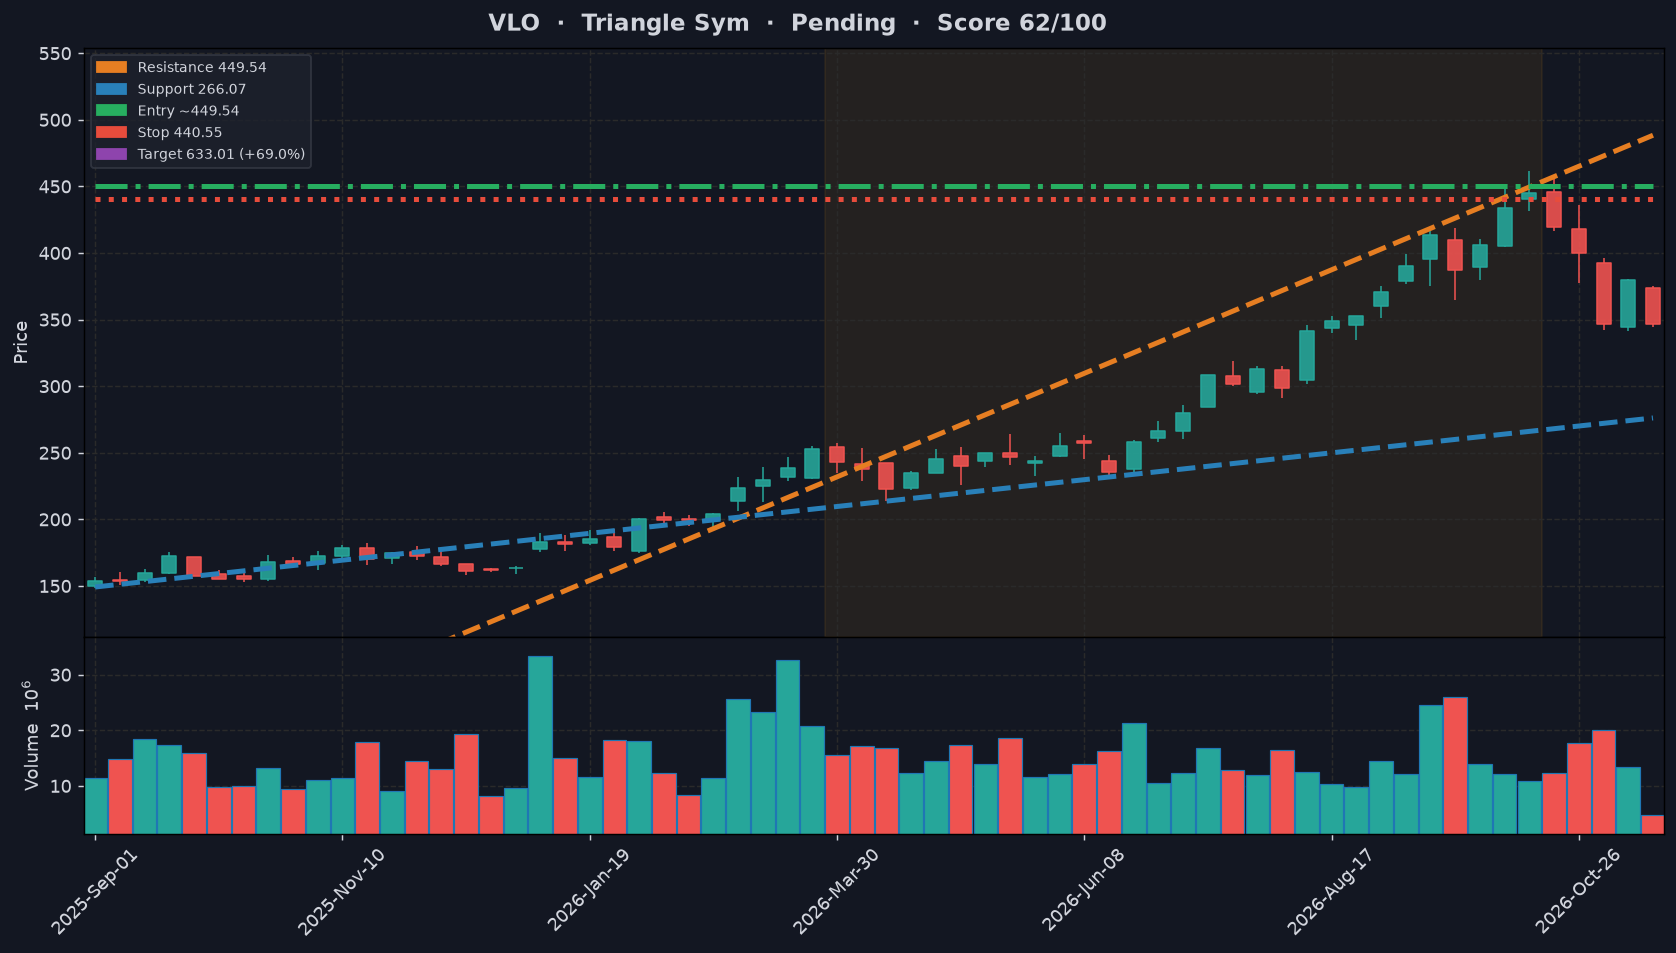 VLO · Triangle Sym · Pending · Score 62/100
Resistance 449.54
Support 266.07
Entry ~449.54
Stop 440.55
Target 633.01 (+69.0%)
Price
550
500
450
400
350
300
250
200
150
Volume 10⁶
30
20
10
2025-Sep-01
2025-Nov-10
2026-Jan-19
2026-Mar-30
2026-Jun-08
2026-Aug-17
2026-Oct-26